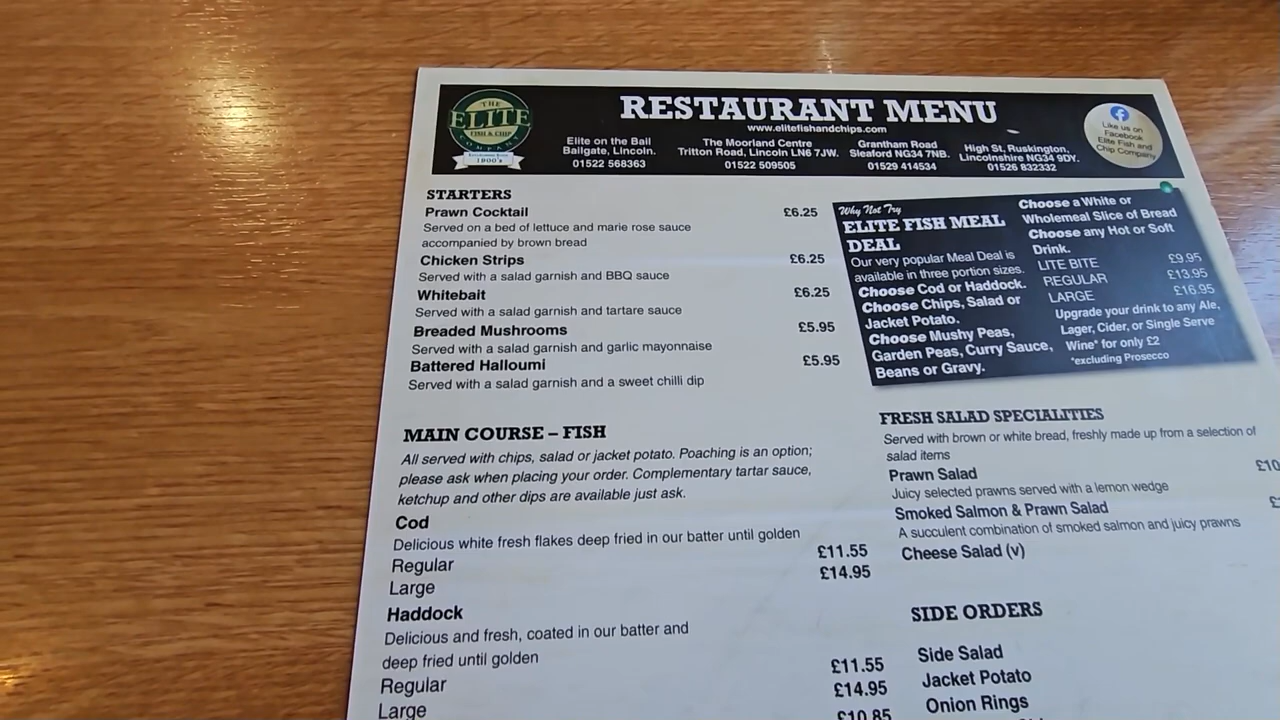 THE
ELITE
FISH & CHIP
COMPANY
RESTAURANT MENU
www.elitefishandchips.com
Elite on the Bail
Bailgate, Lincoln.
01522 568363
The Moorland Centre
Tritton Road, Lincoln LN6 7JW.
01522 509505
Grantham Road
Sleaford NG34 7NB.
01529 414534
High St, Ruskington,
Lincolnshire NG34 9DY.
01526 832332
Like us on
Facebook
Elite Fish and
Chip Company
STARTERS
Prawn Cocktail £6.25
Served on a bed of lettuce and marie rose sauce
accompanied by brown bread
Chicken Strips £6.25
Served with a salad garnish and BBQ sauce
Whitebait £6.25
Served with a salad garnish and tartare sauce
Breaded Mushrooms £5.95
Served with a salad garnish and garlic mayonnaise
Battered Halloumi £5.95
Served with a salad garnish and a sweet chilli dip
MAIN COURSE – FISH
All served with chips, salad or jacket potato. Poaching is an option;
please ask when placing your order. Complementary tartar sauce,
ketchup and other dips are available just ask.
Cod
Delicious white fresh flakes deep fried in our batter until golden
Regular £11.55
Large £14.95
Haddock
Delicious and fresh, coated in our batter and
deep fried until golden
Regular £11.55
Large £14.95
£10.85
Why Not Try
ELITE FISH MEAL
DEAL
Our very popular Meal Deal is
available in three portion sizes.
Choose Cod or Haddock.
Choose Chips, Salad or
Jacket Potato.
Choose Mushy Peas,
Garden Peas, Curry Sauce,
Beans or Gravy.
Choose a White or
Wholemeal Slice of Bread
Choose any Hot or Soft
Drink.
LITE BITE £9.95
REGULAR £13.95
LARGE £16.95
Upgrade your drink to any Ale,
Lager, Cider, or Single Serve
Wine* for only £2
*excluding Prosecco
FRESH SALAD SPECIALITIES
Served with brown or white bread, freshly made up from a selection of
salad items
Prawn Salad £10
Juicy selected prawns served with a lemon wedge
Smoked Salmon & Prawn Salad
A succulent combination of smoked salmon and juicy prawns
Cheese Salad (v)
SIDE ORDERS
Side Salad
Jacket Potato
Onion Rings